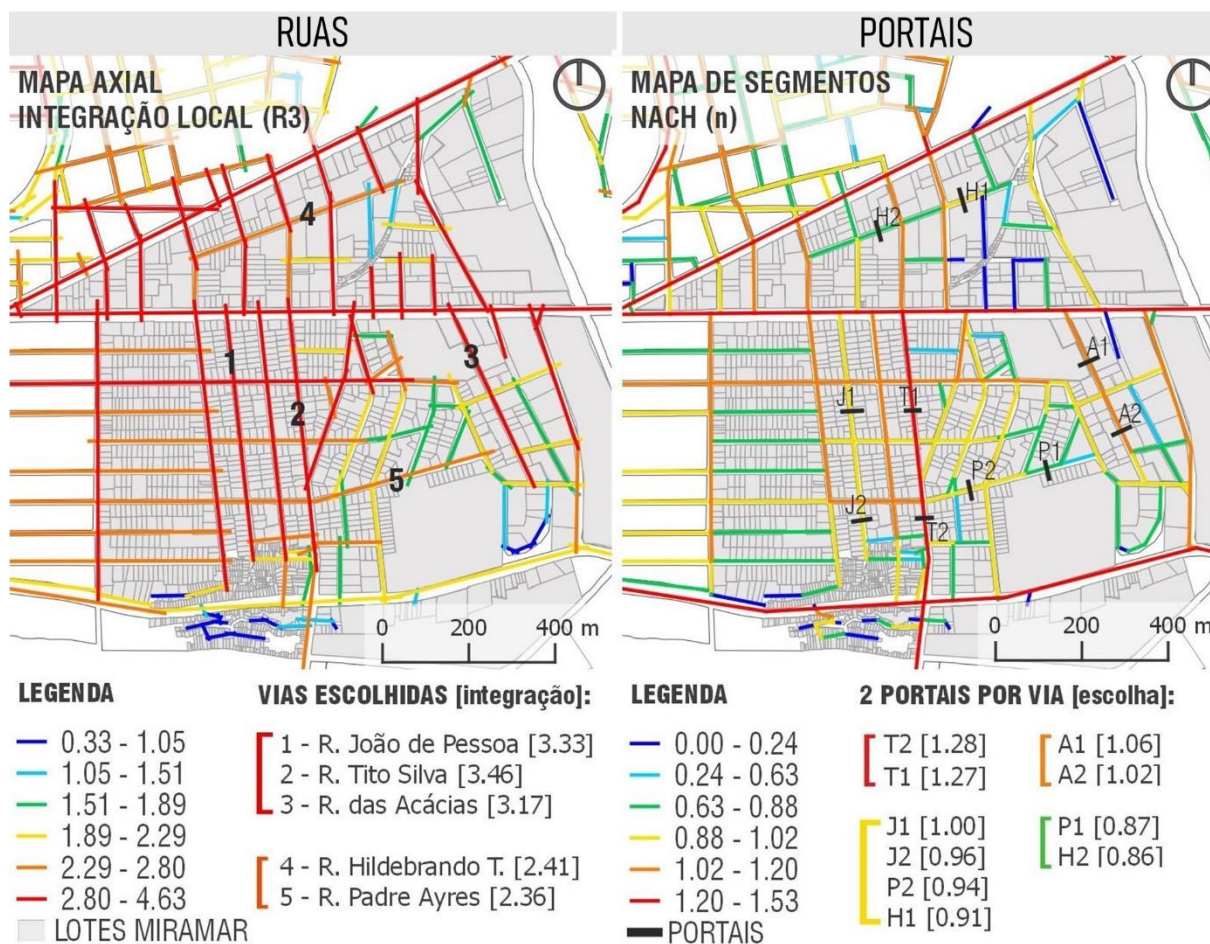 RUAS
MAPA AXIAL
INTEGRAÇÃO LOCAL (R3)
4
1
3
2
5
0 200 400 m
LEGENDA
0.33 - 1.05
1.05 - 1.51
1.51 - 1.89
1.89 - 2.29
2.29 - 2.80
2.80 - 4.63
LOTES MIRAMAR
VIAS ESCOLHIDAS [integração]:
1 - R. João de Pessoa [3.33]
2 - R. Tito Silva [3.46]
3 - R. das Acácias [3.17]
4 - R. Hildebrando T. [2.41]
5 - R. Padre Ayres [2.36]
PORTAIS
MAPA DE SEGMENTOS
NACH (n)
H1
H2
A1
J1
T1
A2
P1
P2
J2
T2
0 200 400 m
LEGENDA
0.00 - 0.24
0.24 - 0.63
0.63 - 0.88
0.88 - 1.02
1.02 - 1.20
1.20 - 1.53
PORTAIS
2 PORTAIS POR VIA [escolha]:
T2 [1.28]
T1 [1.27]
J1 [1.00]
J2 [0.96]
P2 [0.94]
H1 [0.91]
A1 [1.06]
A2 [1.02]
P1 [0.87]
H2 [0.86]